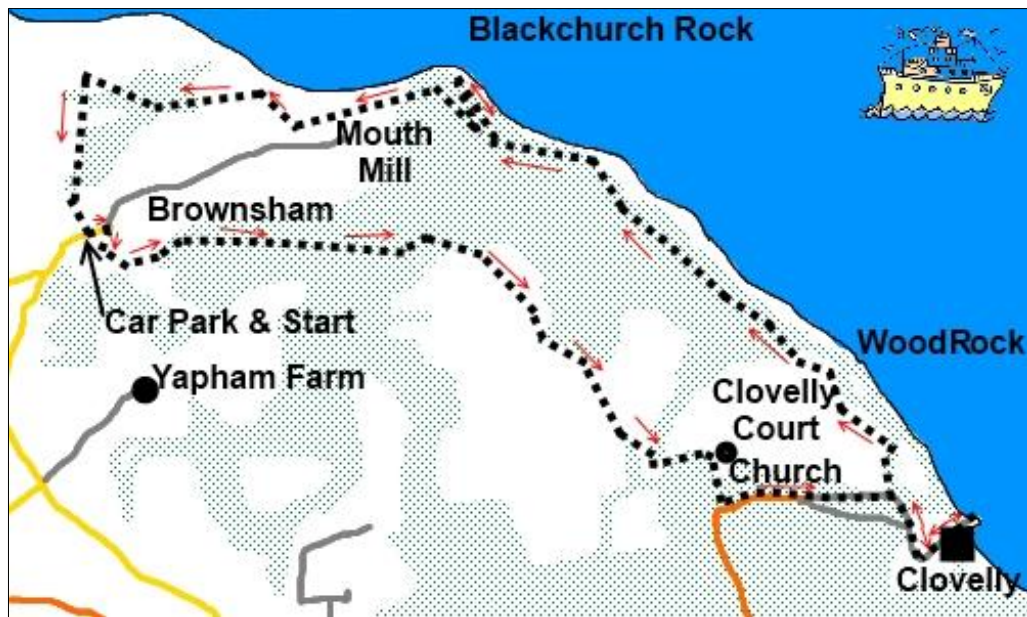 Blackchurch Rock
Mouth
Mill
Brownsham
Car Park & Start
WoodRock
Yapham Farm
Clovelly
Court
Church
Clovelly